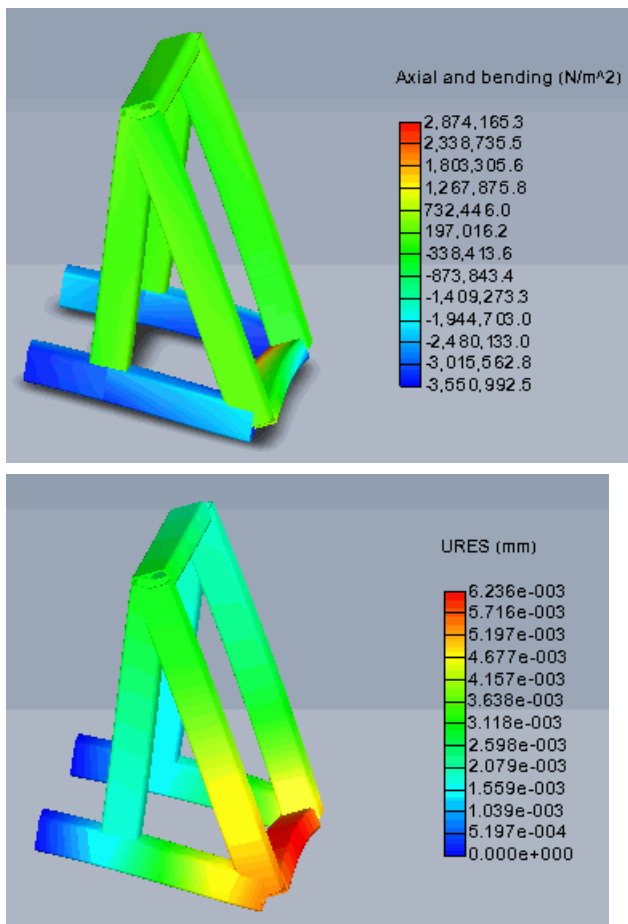 Axial and bending (N/m^2)
2,874,165.3
2,338,735.5
1,803,305.6
1,267,875.8
732,446.0
197,016.2
-338,413.6
-873,843.4
-1,409,273.3
-1,944,703.0
-2,480,133.0
-3,015,562.8
-3,550,992.5
URES (mm)
6.236e-003
5.716e-003
5.197e-003
4.677e-003
4.157e-003
3.638e-003
3.118e-003
2.598e-003
2.079e-003
1.559e-003
1.039e-003
5.197e-004
0.000e+000